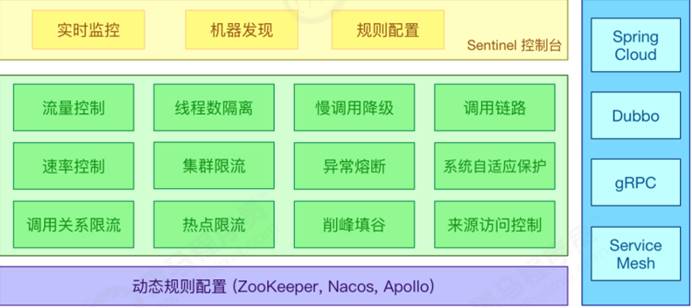 实时监控
机器发现
规则配置
Sentinel 控制台
流量控制
线程数隔离
慢调用降级
调用链路
速率控制
集群限流
异常熔断
系统自适应保护
调用关系限流
热点限流
削峰填谷
来源访问控制
动态规则配置 (ZooKeeper, Nacos, Apollo)
Spring
Cloud
Dubbo
gRPC
Service
Mesh